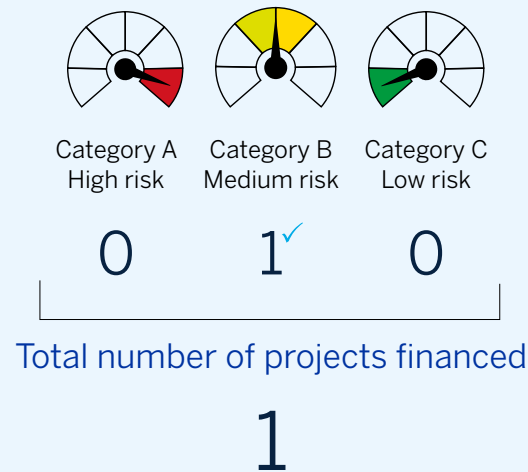 Category A Category B Category C
High risk Medium risk Low risk
0 1✓ 0
Total number of projects financed
1